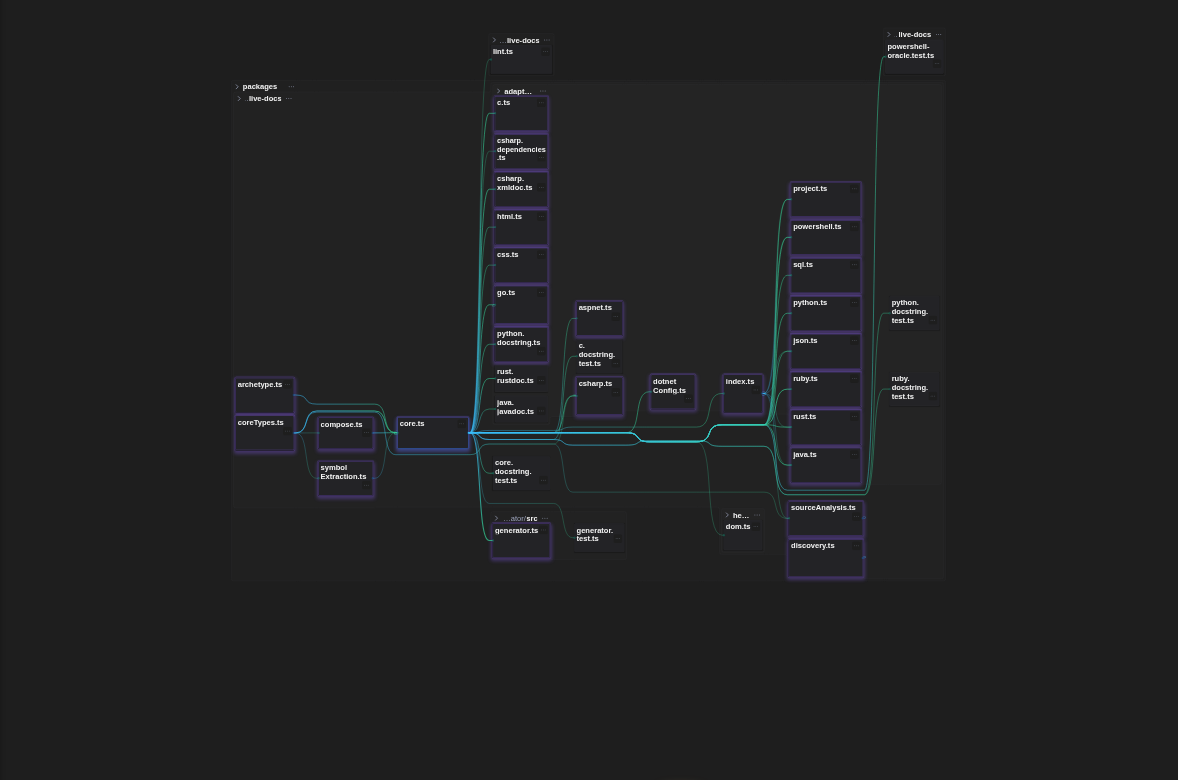 …live-docs ···
lint.ts
.live-docs ···
powershell-
oracle.test.ts
packages ···
..live-docs ···
adapt… ···
c.ts
csharp.
dependencies
.ts
csharp.
xmldoc.ts
html.ts
css.ts
go.ts
python.
docstring.ts
rust.
rustdoc.ts
java.
javadoc.ts
core.
docstring.
test.ts
…ator/src ···
generator.ts
archetype.ts
coreTypes.ts
compose.ts
symbol
Extraction.ts
core.ts
aspnet.ts
c.
docstring.
test.ts
csharp.ts
generator.
test.ts
dotnet
Config.ts
index.ts
he… ···
dom.ts
project.ts
powershell.ts
sql.ts
python.ts
json.ts
ruby.ts
rust.ts
java.ts
sourceAnalysis.ts
discovery.ts
python.
docstring.
test.ts
ruby.
docstring.
test.ts